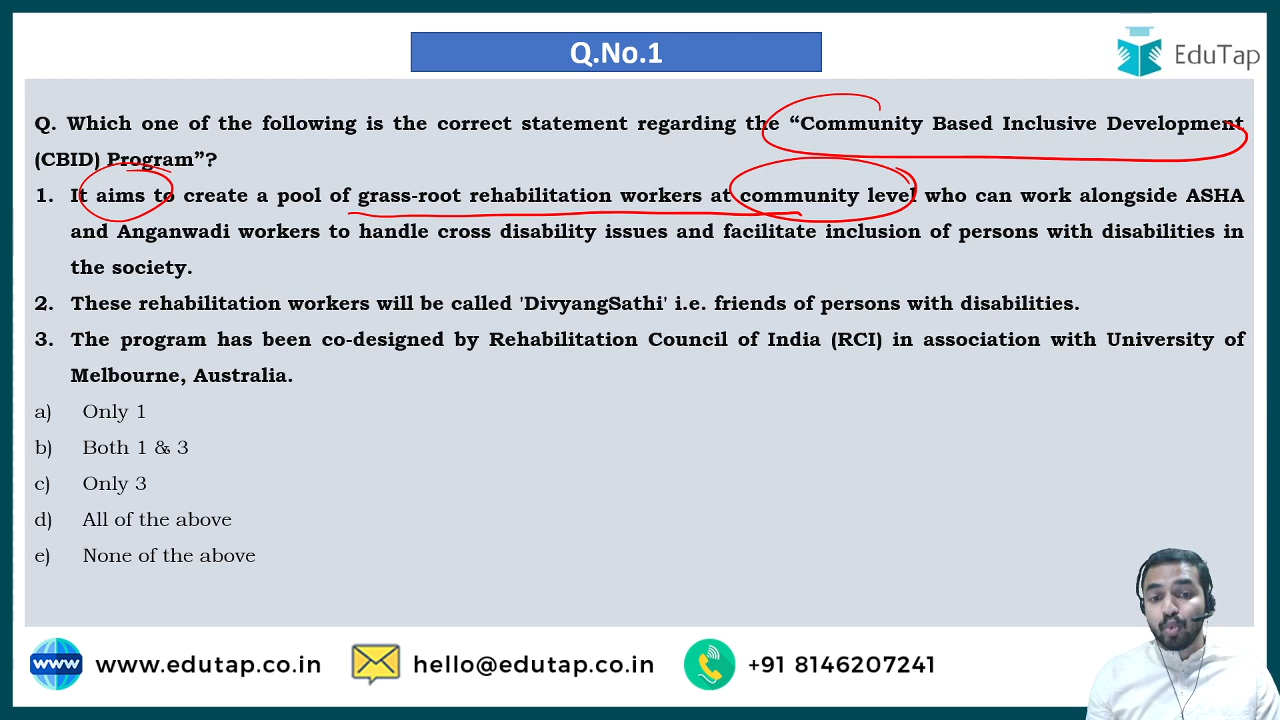 Q.No.1
EduTap
Q. Which one of the following is the correct statement regarding the “Community Based Inclusive Development
(CBID) Program”?
1. It aims to create a pool of grass-root rehabilitation workers at community level who can work alongside ASHA
and Anganwadi workers to handle cross disability issues and facilitate inclusion of persons with disabilities in
the society.
2. These rehabilitation workers will be called 'DivyangSathi' i.e. friends of persons with disabilities.
3. The program has been co-designed by Rehabilitation Council of India (RCI) in association with University of
Melbourne, Australia.
a) Only 1
b) Both 1 & 3
c) Only 3
d) All of the above
e) None of the above
www www.edutap.co.in hello@edutap.co.in +91 8146207241